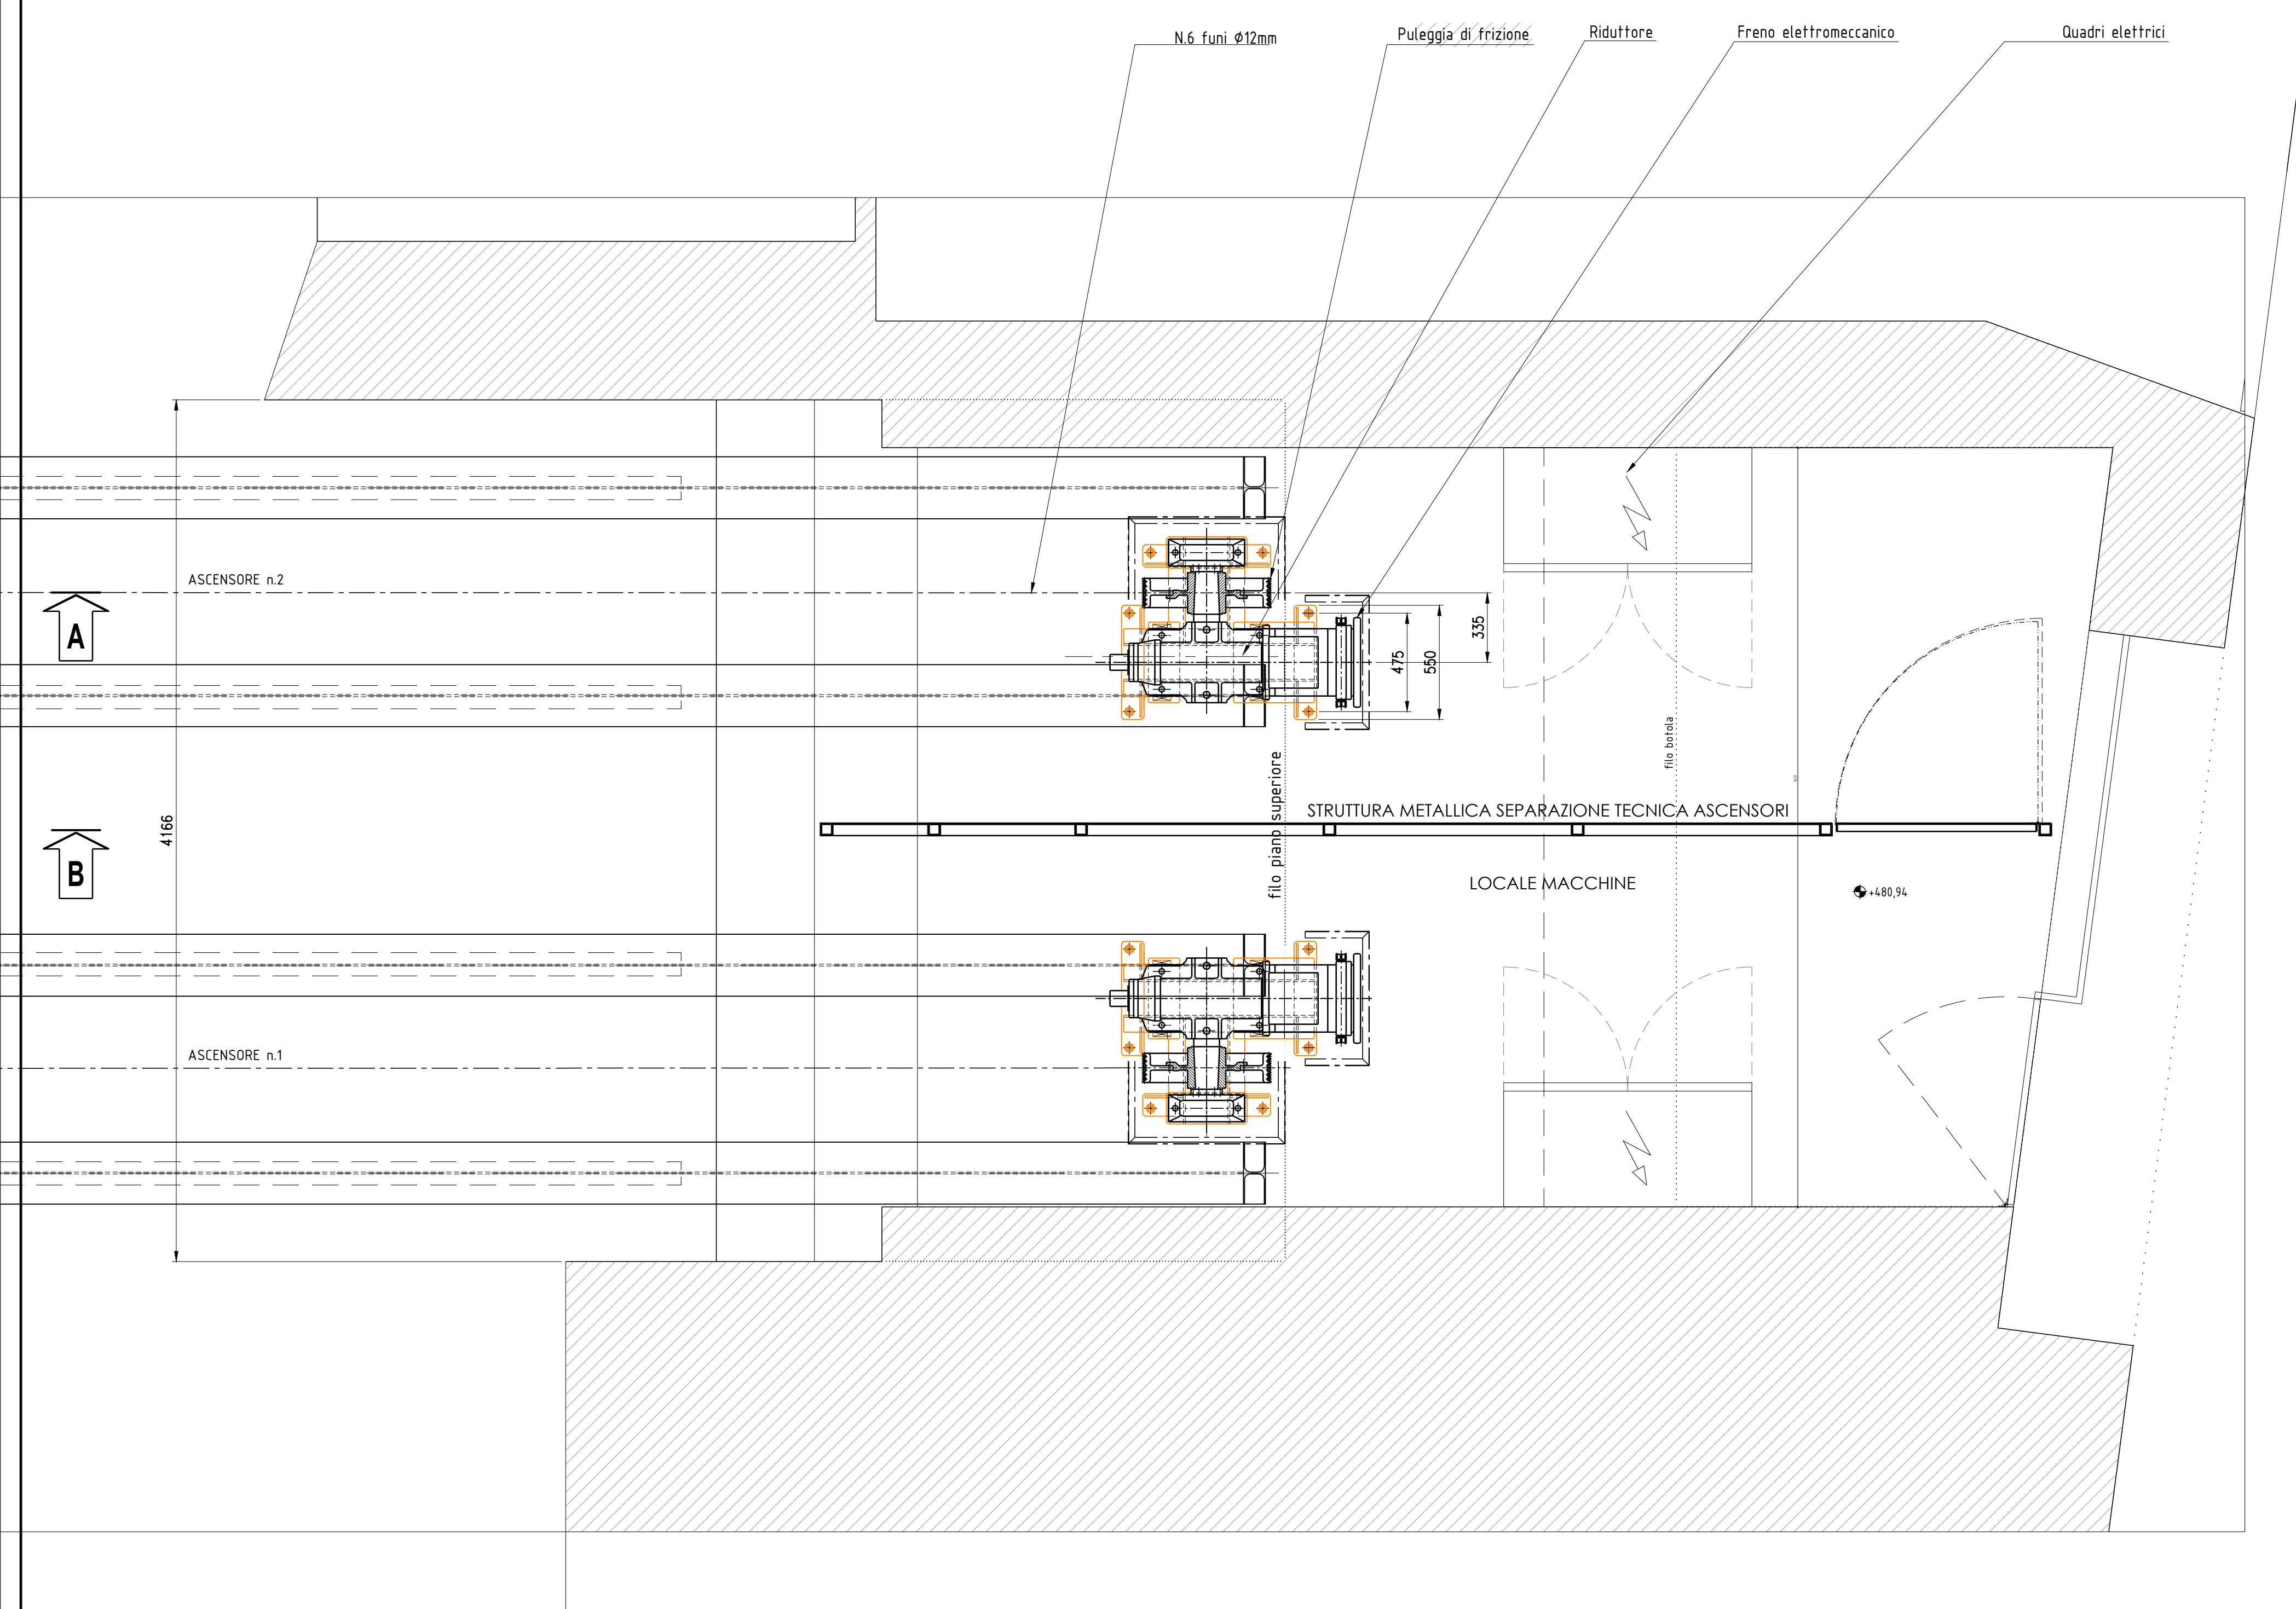 N.6 funi Ø12mm
Puleggia di frizione
Riduttore
Freno elettromeccanico
Quadri elettrici
ASCENSORE n.2
A
335
475
550
filo botola
filo piano superiore
STRUTTURA METALLICA SEPARAZIONE TECNICA ASCENSORI
4166
B
LOCALE MACCHINE
+480,94
ASCENSORE n.1